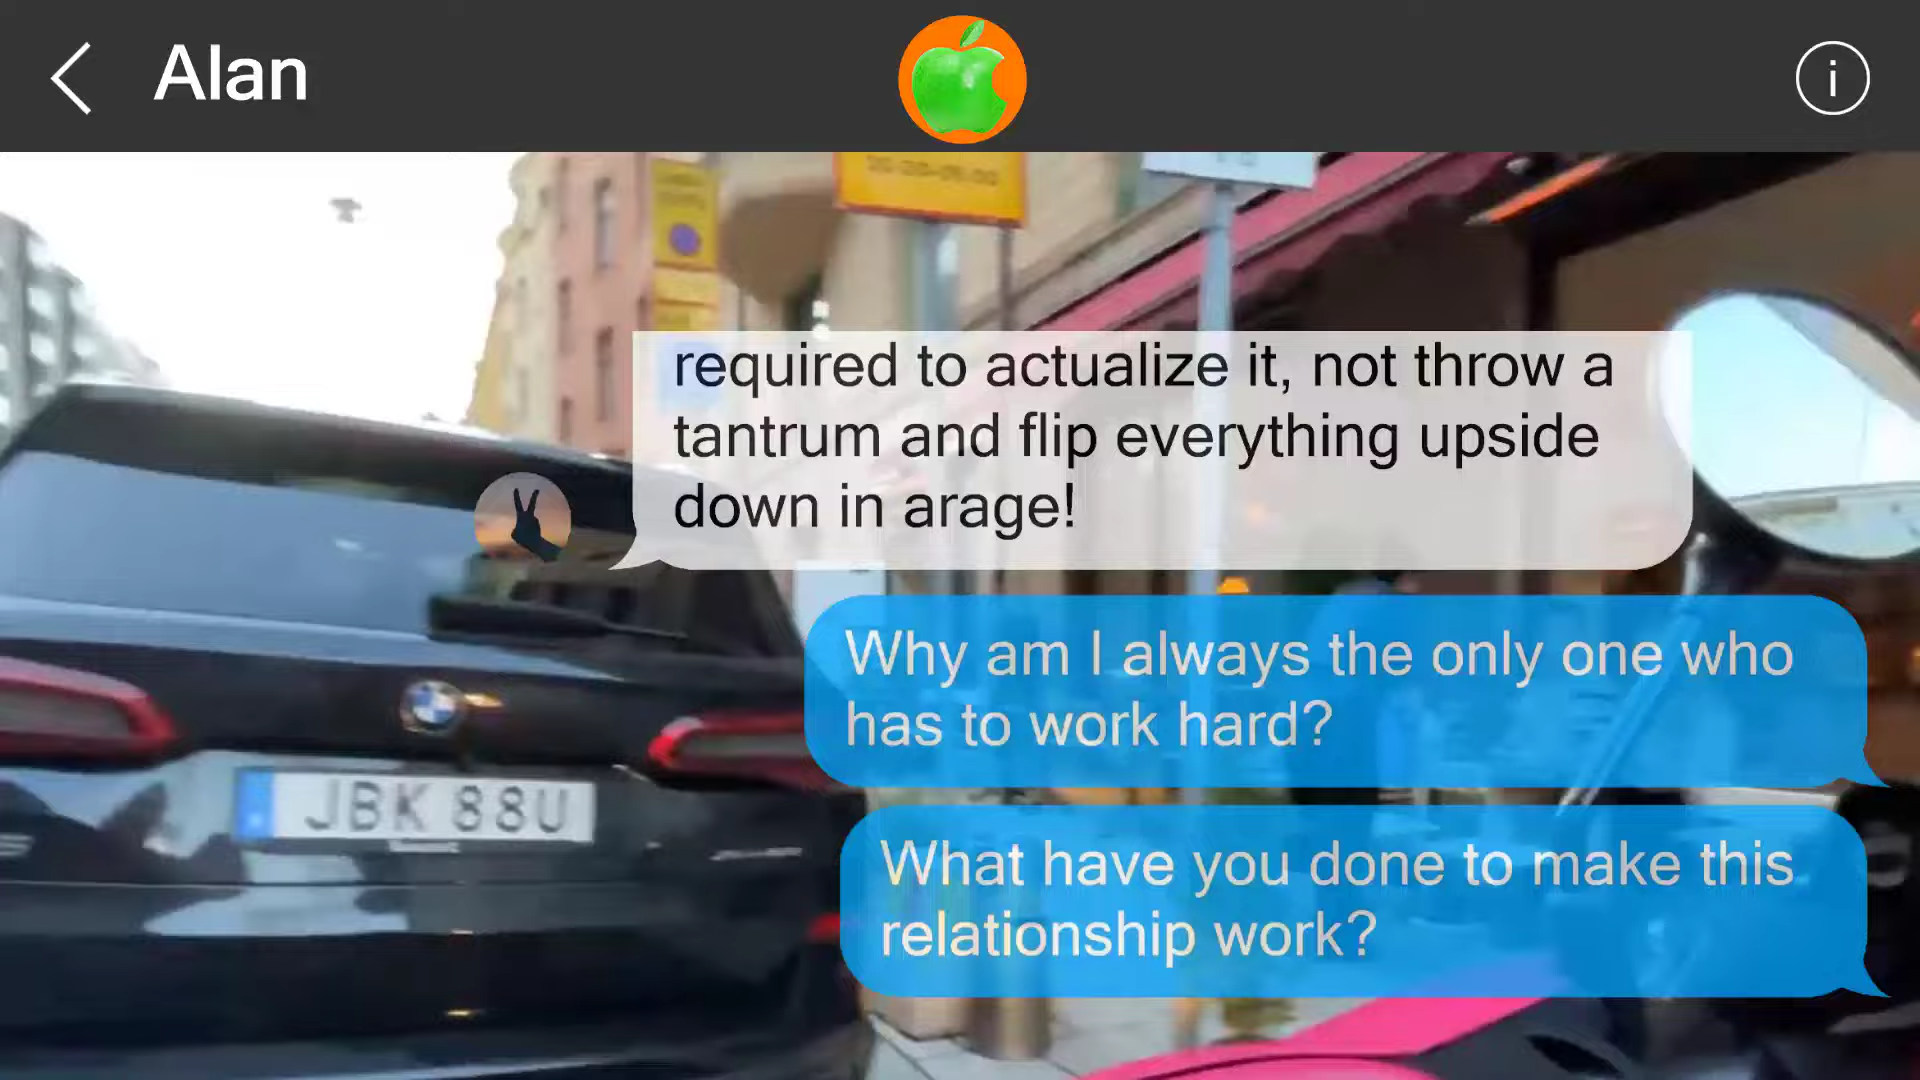 Alan
i
required to actualize it, not throw a
tantrum and flip everything upside
down in arage!
Why am I always the only one who
has to work hard?
What have you done to make this
relationship work?
JBK 88U